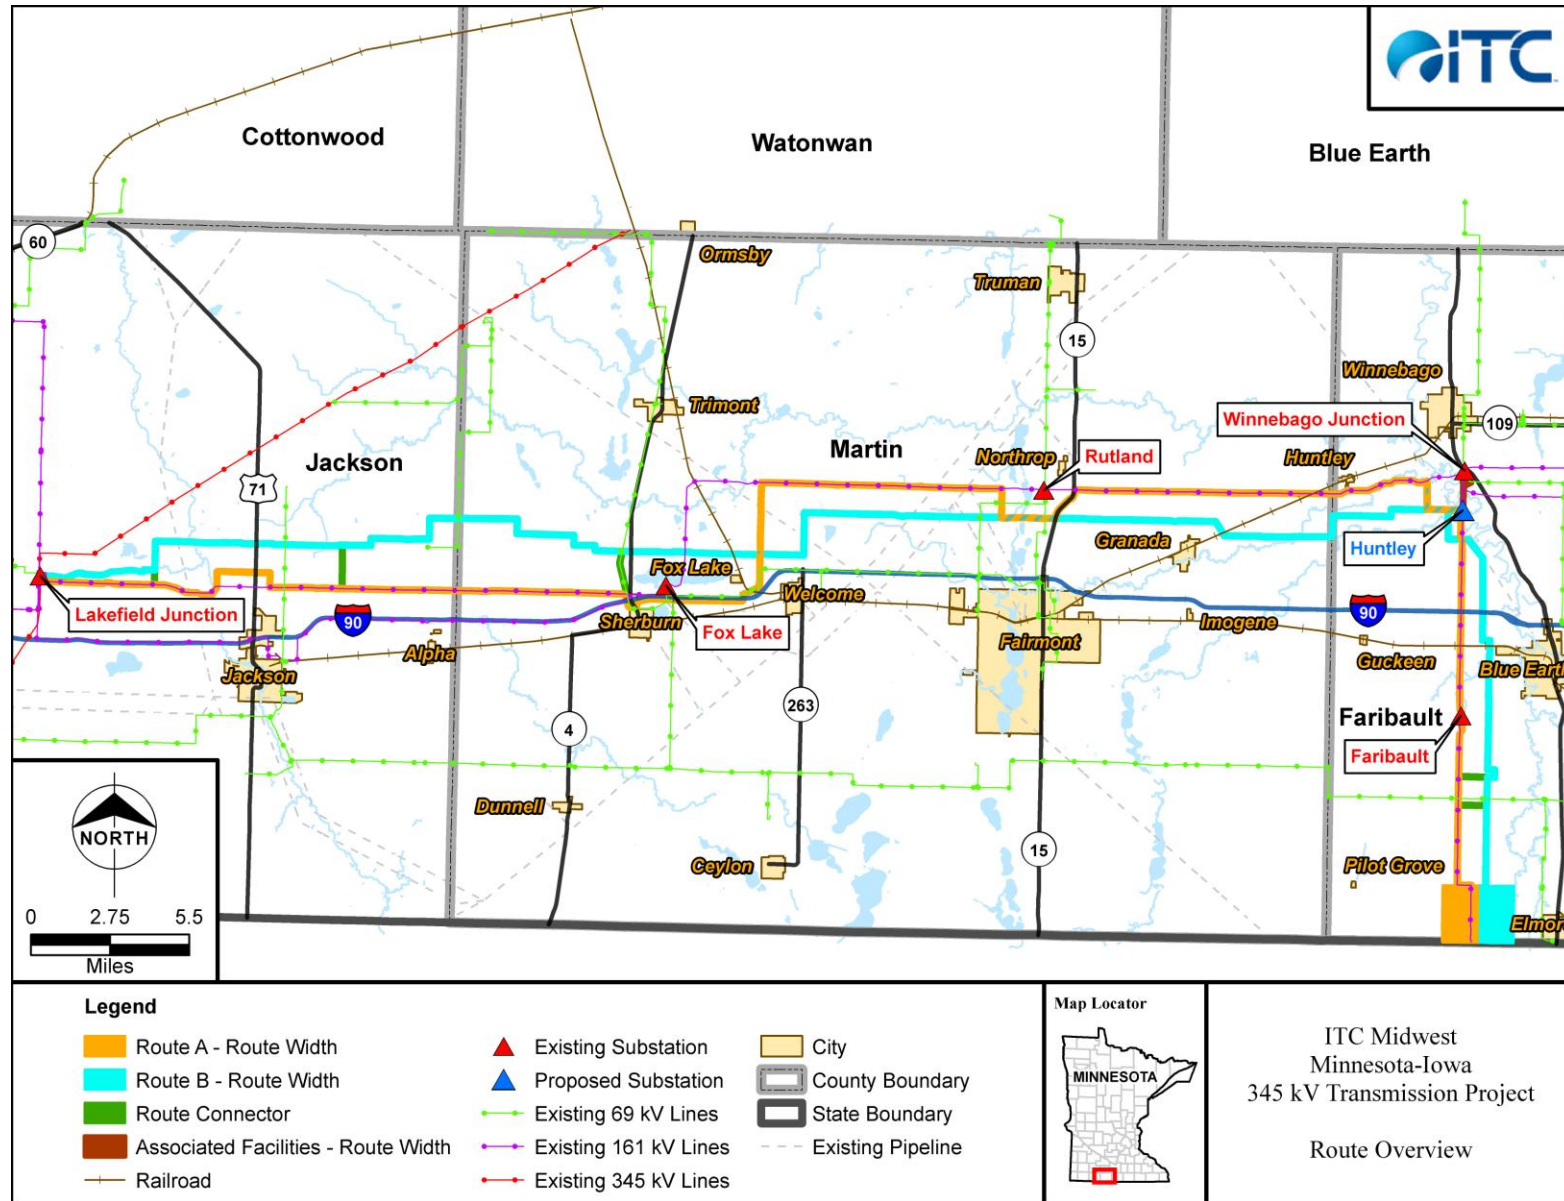 ITC
Cottonwood
Watonwan
Blue Earth
60
Ormsby
Truman
15
Winnebago
Trimont
Winnebago Junction
109
Martin
Jackson
Northrop
Rutland
Huntley
71
Granada
Huntley
Fox Lake
Lakefield Junction
90
Welcome
90
Sherburn
Fox Lake
Imogene
Fairmont
Alpha
Guckeen
Jackson
Blue Earth
263
4
Faribault
Faribault
Dunnell
NORTH
15
Ceylon
Pilot Grove
0 2.75 5.5
Miles
Elmor
Legend
Route A - Route Width
Route B - Route Width
Route Connector
Associated Facilities - Route Width
Railroad
Existing Substation
Proposed Substation
Existing 69 kV Lines
Existing 161 kV Lines
Existing 345 kV Lines
City
County Boundary
State Boundary
Existing Pipeline
Map Locator
MINNESOTA
ITC Midwest
Minnesota-Iowa
345 kV Transmission Project
Route Overview